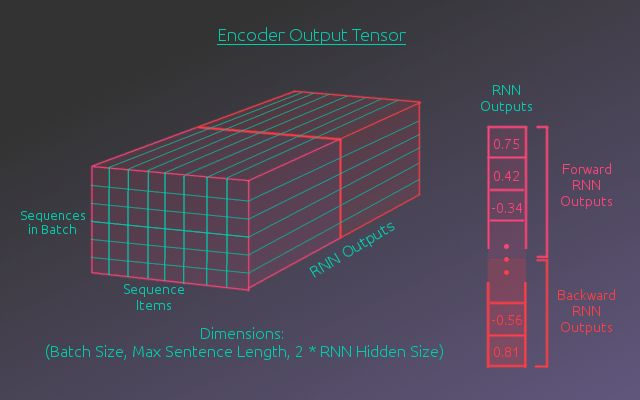 Encoder Output Tensor
RNN
Outputs
0.75
0.42
-0.34
Forward
RNN
Outputs
-0.56
0.81
Backward
RNN
Outputs
Sequences
in Batch
Sequence
Items
RNN Outputs
Dimensions:
(Batch Size, Max Sentence Length, 2 * RNN Hidden Size)